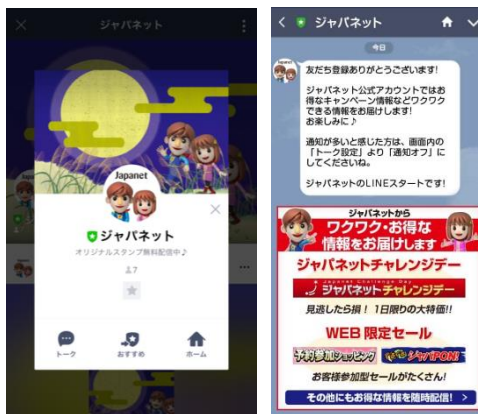 ジャパネット
Japanet
ジャパネット
オリジナルスタンプ無料配信中♪
7
トーク
おすすめ
ホーム
ジャパネット
今日
友だち登録ありがとうございます!
ジャパネット公式アカウントではお
得なキャンペーン情報などワクワク
できる情報をお届けします!
お楽しみに♪
通知が多いと感じた方は、画面内の
「トーク設定」より「通知オフ」に
してくださいね。
ジャパネットのLINEスタートです!
ジャパネットから
ワクワク・お得な
情報をお届けします
ジャパネットチャレンジデー
Japanet Challenge Day
ジャパネットチャレンジデー
見逃したら損! 1日限りの大特価!!
WEB 限定セール
予約参加ショッピング
ジャパPON!
お客様参加型セールがたくさん!
その他にもお得な情報を随時配信!